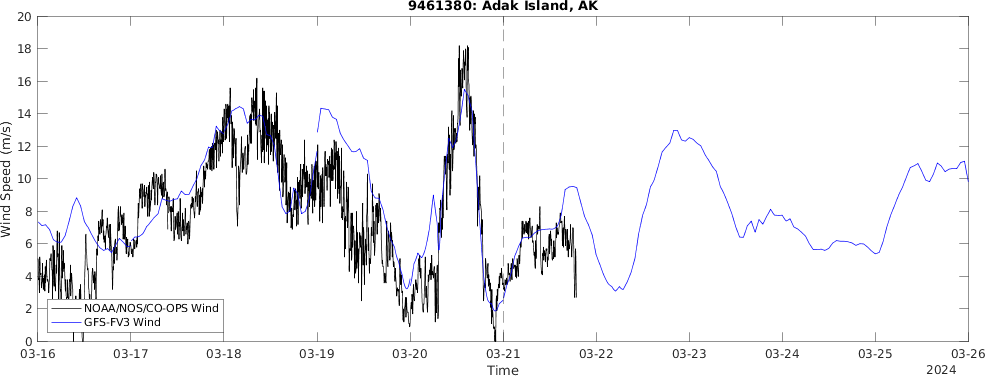 9461380: Adak Island, AK
Wind Speed (m/s)
20
18
16
14
12
10
8
6
4
2
0
NOAA/NOS/CO-OPS Wind
GFS-FV3 Wind
03-16 03-17 03-18 03-19 03-20 03-21 03-22 03-23 03-24 03-25 03-26
Time
2024